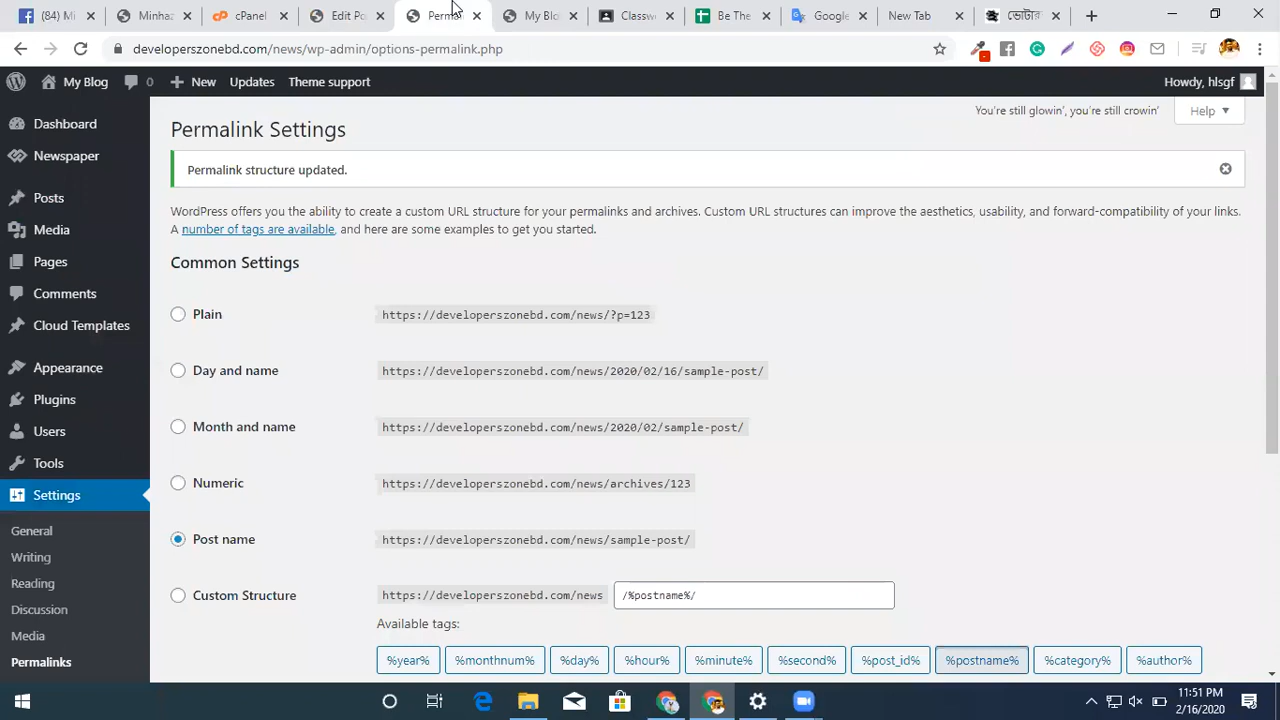 (84) Mi
Minhaz
cPanel
Edit Po
Perma
My Blo
Classw
Be The
Google
New Tab
ভোটার
developerszonebd.com/news/wp-admin/options-permalink.php
My Blog
0
New
Updates
Theme support
Howdy, hlsgf
You're still glowin', you're still crowin'
Help
Dashboard
Newspaper
Posts
Media
Pages
Comments
Cloud Templates
Appearance
Plugins
Users
Tools
Settings
General
Writing
Reading
Discussion
Media
Permalinks
Permalink Settings
Permalink structure updated.
WordPress offers you the ability to create a custom URL structure for your permalinks and archives. Custom URL structures can improve the aesthetics, usability, and forward-compatibility of your links.
A number of tags are available, and here are some examples to get you started.
Common Settings
Plain https://developerszonebd.com/news/?p=123
Day and name https://developerszonebd.com/news/2020/02/16/sample-post/
Month and name https://developerszonebd.com/news/2020/02/sample-post/
Numeric https://developerszonebd.com/news/archives/123
Post name https://developerszonebd.com/news/sample-post/
Custom Structure https://developerszonebd.com/news /%postname%/
Available tags:
%year% %monthnum% %day% %hour% %minute% %second% %post_id% %postname% %category% %author%
11:51 PM
2/16/2020